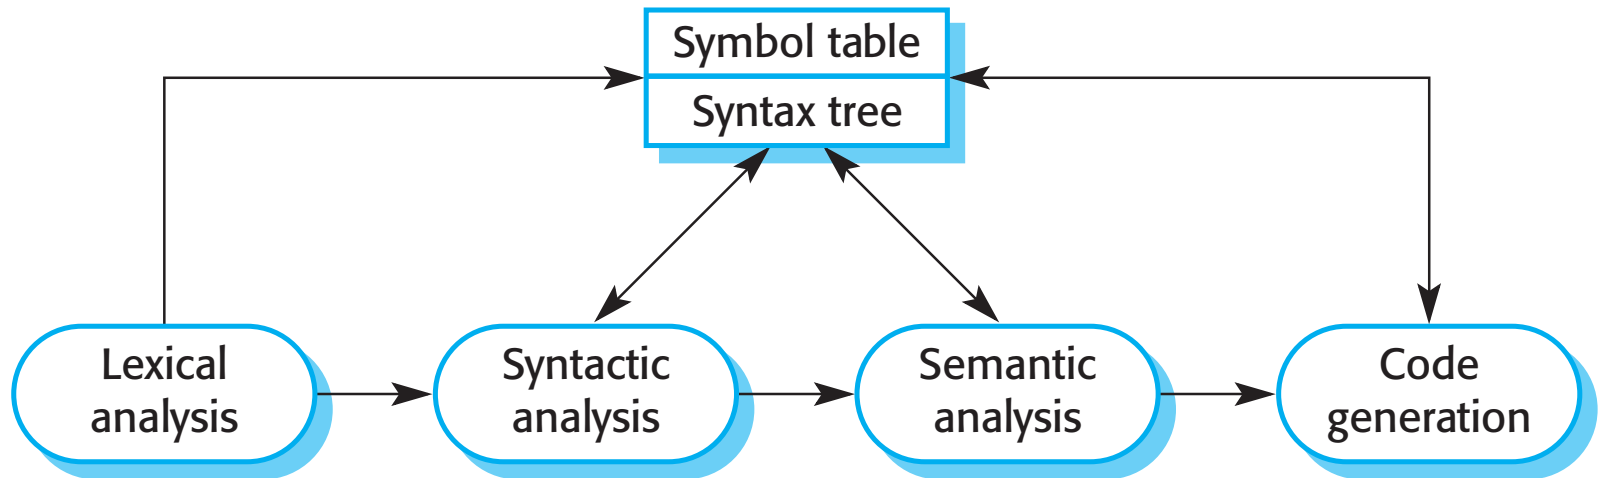 Symbol table
Syntax tree
Lexical
analysis
Syntactic
analysis
Semantic
analysis
Code
generation